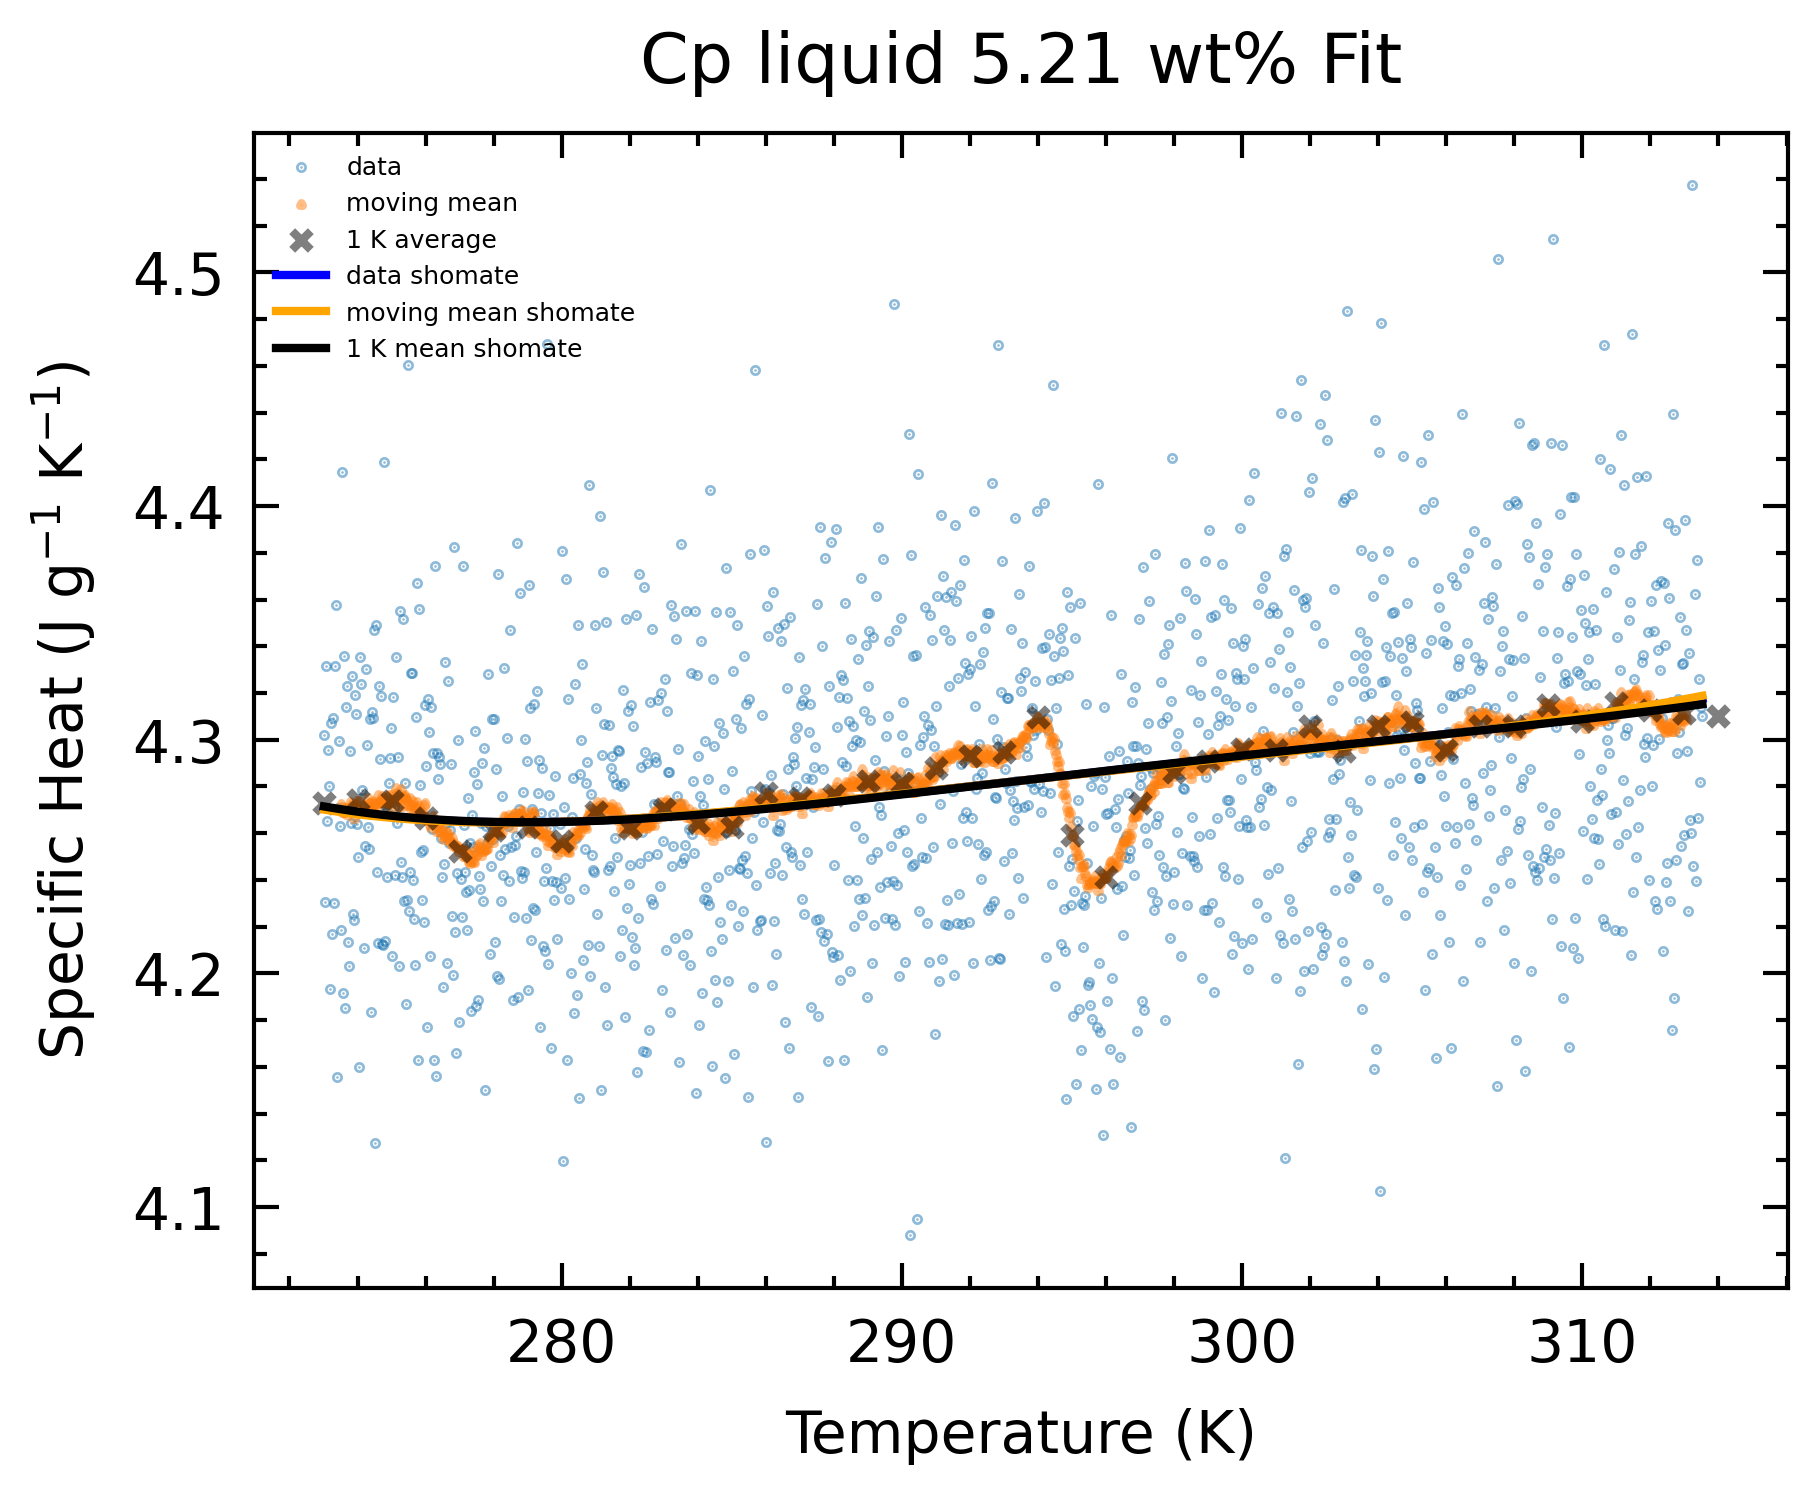 Cp liquid 5.21 wt% Fit
data
moving mean
1 K average
data shomate
moving mean shomate
1 K mean shomate
4.5
4.4
4.3
4.2
4.1
Specific Heat (J g⁻¹ K⁻¹)
280 290 300 310
Temperature (K)